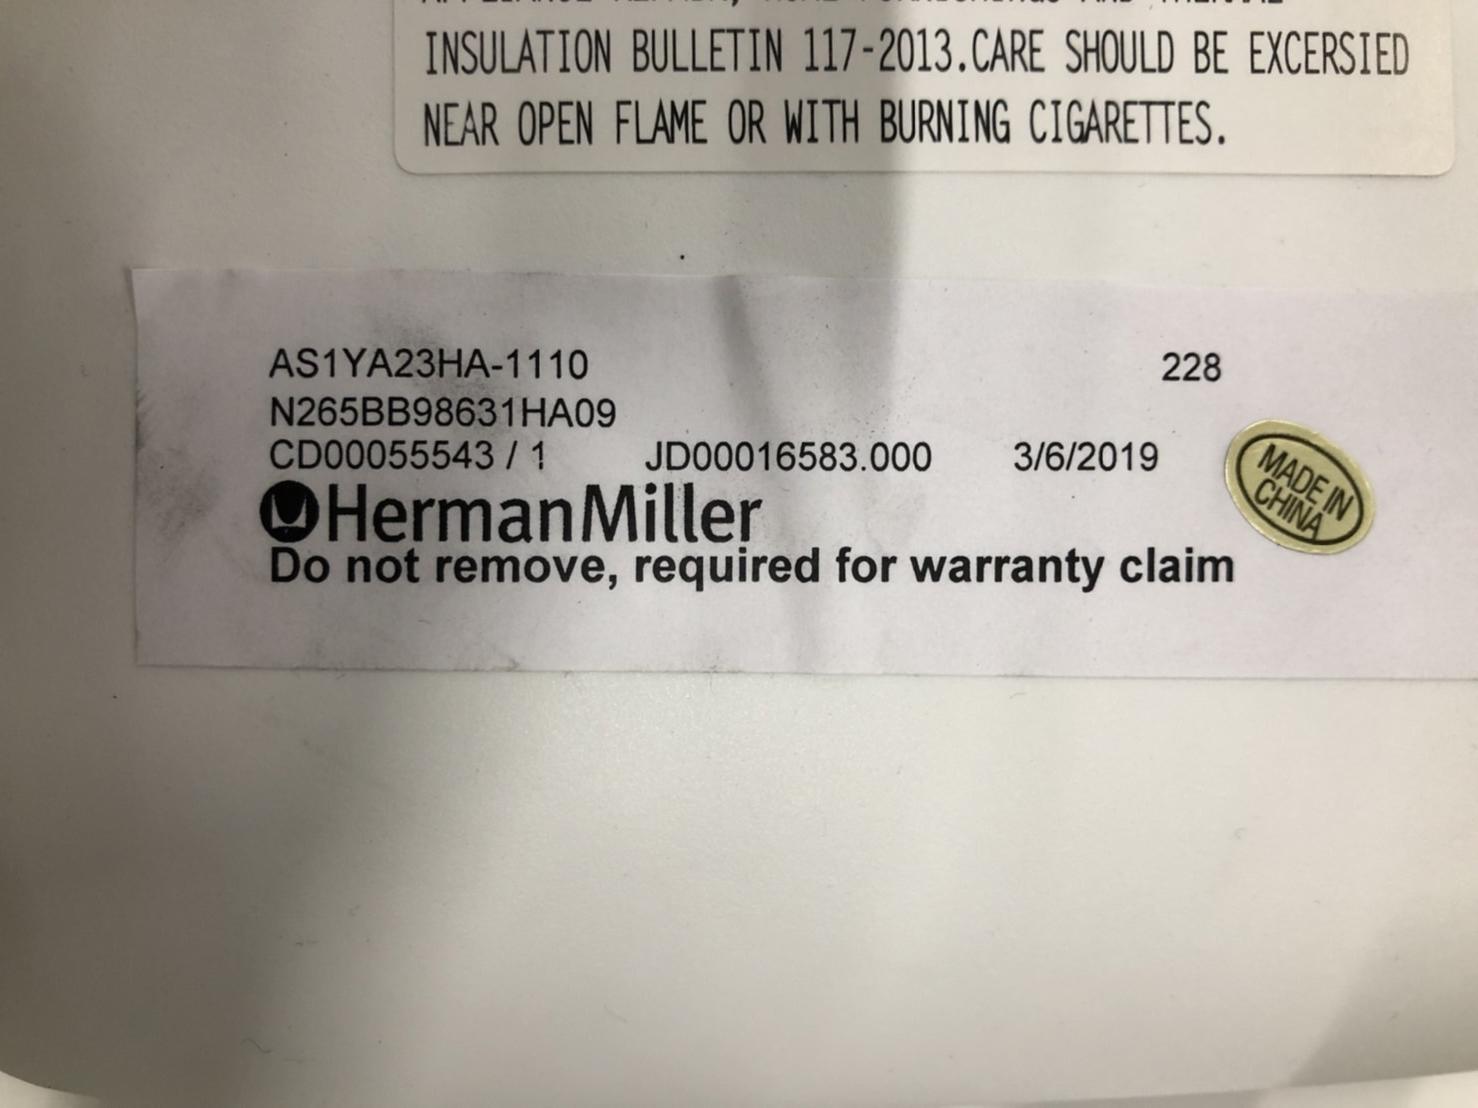 INSULATION BULLETIN 117-2013.CARE SHOULD BE EXCERSIED
NEAR OPEN FLAME OR WITH BURNING CIGARETTES.
AS1YA23HA-1110 228
N265BB98631HA09
CD00055543 / 1 JD00016583.000 3/6/2019
HermanMiller
Do not remove, required for warranty claim
MADE IN
CHINA